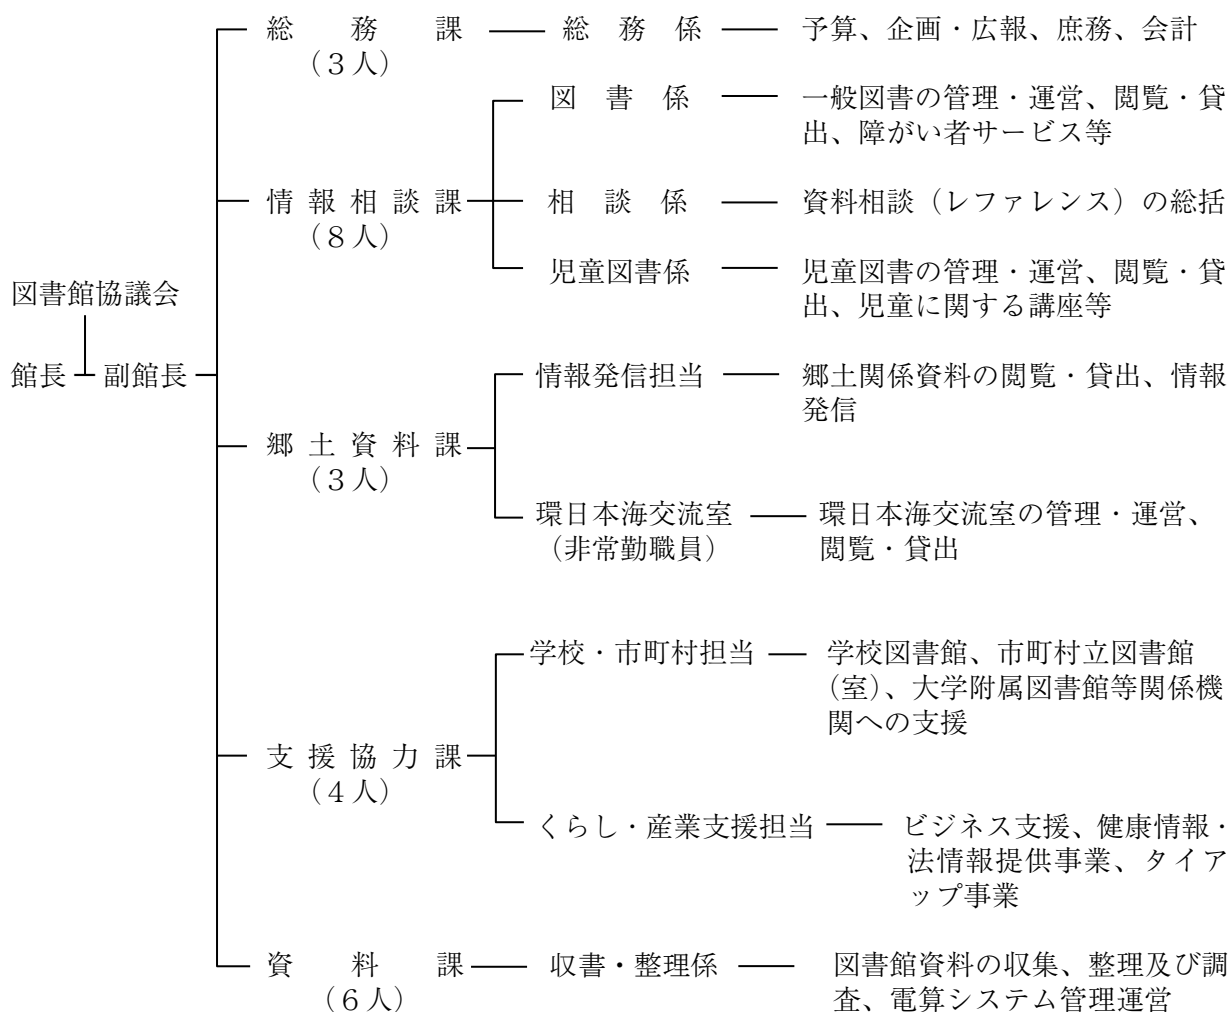 総務課
(3人)
総務係
予算、企画・広報、庶務、会計
図書係
一般図書の管理・運営、閲覧・貸
出、障がい者サービス等
情報相談課
(8人)
相談係
資料相談(レファレンス)の総括
児童図書係
児童図書の管理・運営、閲覧・貸
出、児童に関する講座等
図書館協議会
館長
副館長
情報発信担当
郷土関係資料の閲覧・貸出、情報
発信
郷土資料課
(3人)
環日本海交流室
(非常勤職員)
環日本海交流室の管理・運営、
閲覧・貸出
学校・市町村担当
学校図書館、市町村立図書館
(室)、大学附属図書館等関係機
関への支援
支援協力課
(4人)
くらし・産業支援担当
ビジネス支援、健康情報・
法情報提供事業、タイア
ップ事業
資料課
(6人)
収書・整理係
図書館資料の収集、整理及び調
査、電算システム管理運営